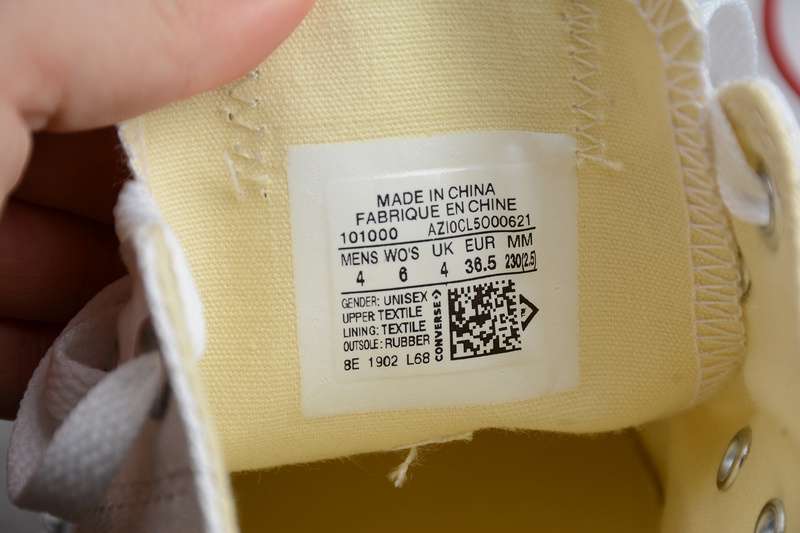 MADE IN CHINA
FABRIQUE EN CHINE
101000 AZI0CL5000621
MENS WO'S UK EUR MM
4 6 4 36.5 230(2.5)
GENDER: UNISEX
UPPER: TEXTILE
LINING: TEXTILE
OUTSOLE: RUBBER
8E 1902 L68
CONVERSE